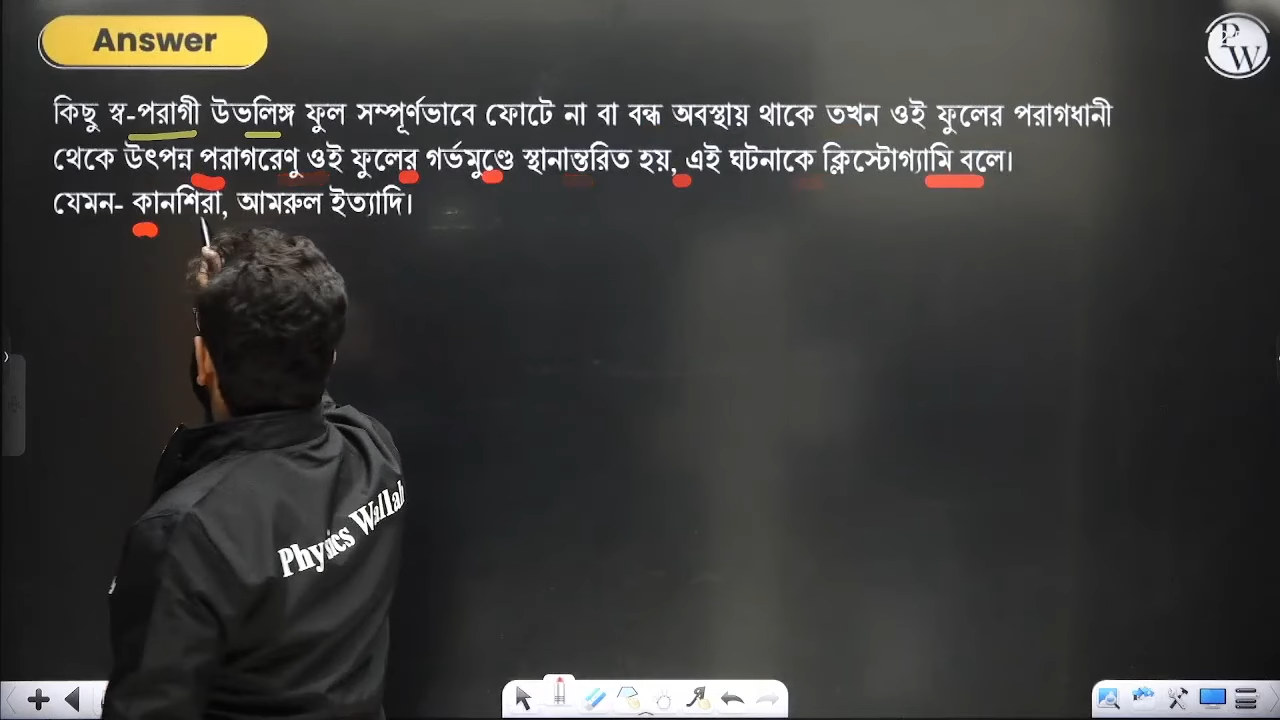 Answer
PW
কিছু স্ব-পরাগী উভলিঙ্গ ফুল সম্পূর্ণভাবে ফোটে না বা বন্ধ অবস্থায় থাকে তখন ওই ফুলের পরাগধানী
থেকে উৎপন্ন পরাগরেণু ওই ফুলের গর্ভমুণ্ডে স্থানান্তরিত হয়, এই ঘটনাকে ক্লিস্টোগ্যামি বলে।
যেমন- কানশিরা, আমরুল ইত্যাদি।
Physics Wallah